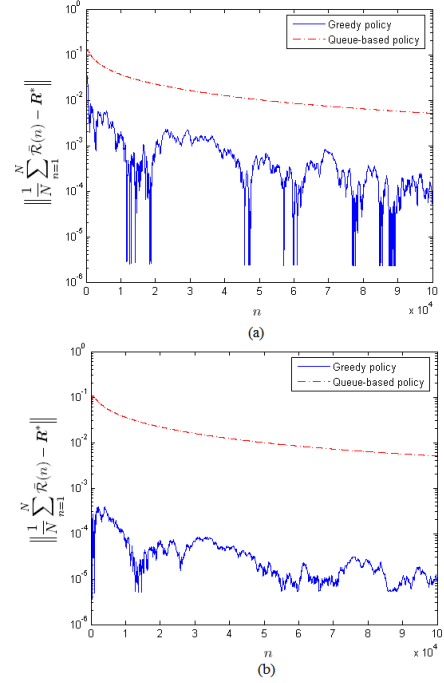 10^0
10^-1
10^-2
10^-3
10^-4
10^-5
10^-6
‖ 1/N ∑_{n=1}^{N} R̄(n) − R* ‖
Greedy policy
Queue-based policy
0 1 2 3 4 5 6 7 8 9 10
n
× 10^4
(a)
10^0
10^-1
10^-2
10^-3
10^-4
10^-5
10^-6
‖ 1/N ∑_{n=1}^{N} R̄(n) − R* ‖
Greedy policy
Queue-based policy
0 1 2 3 4 5 6 7 8 9 10
n
× 10^4
(b)